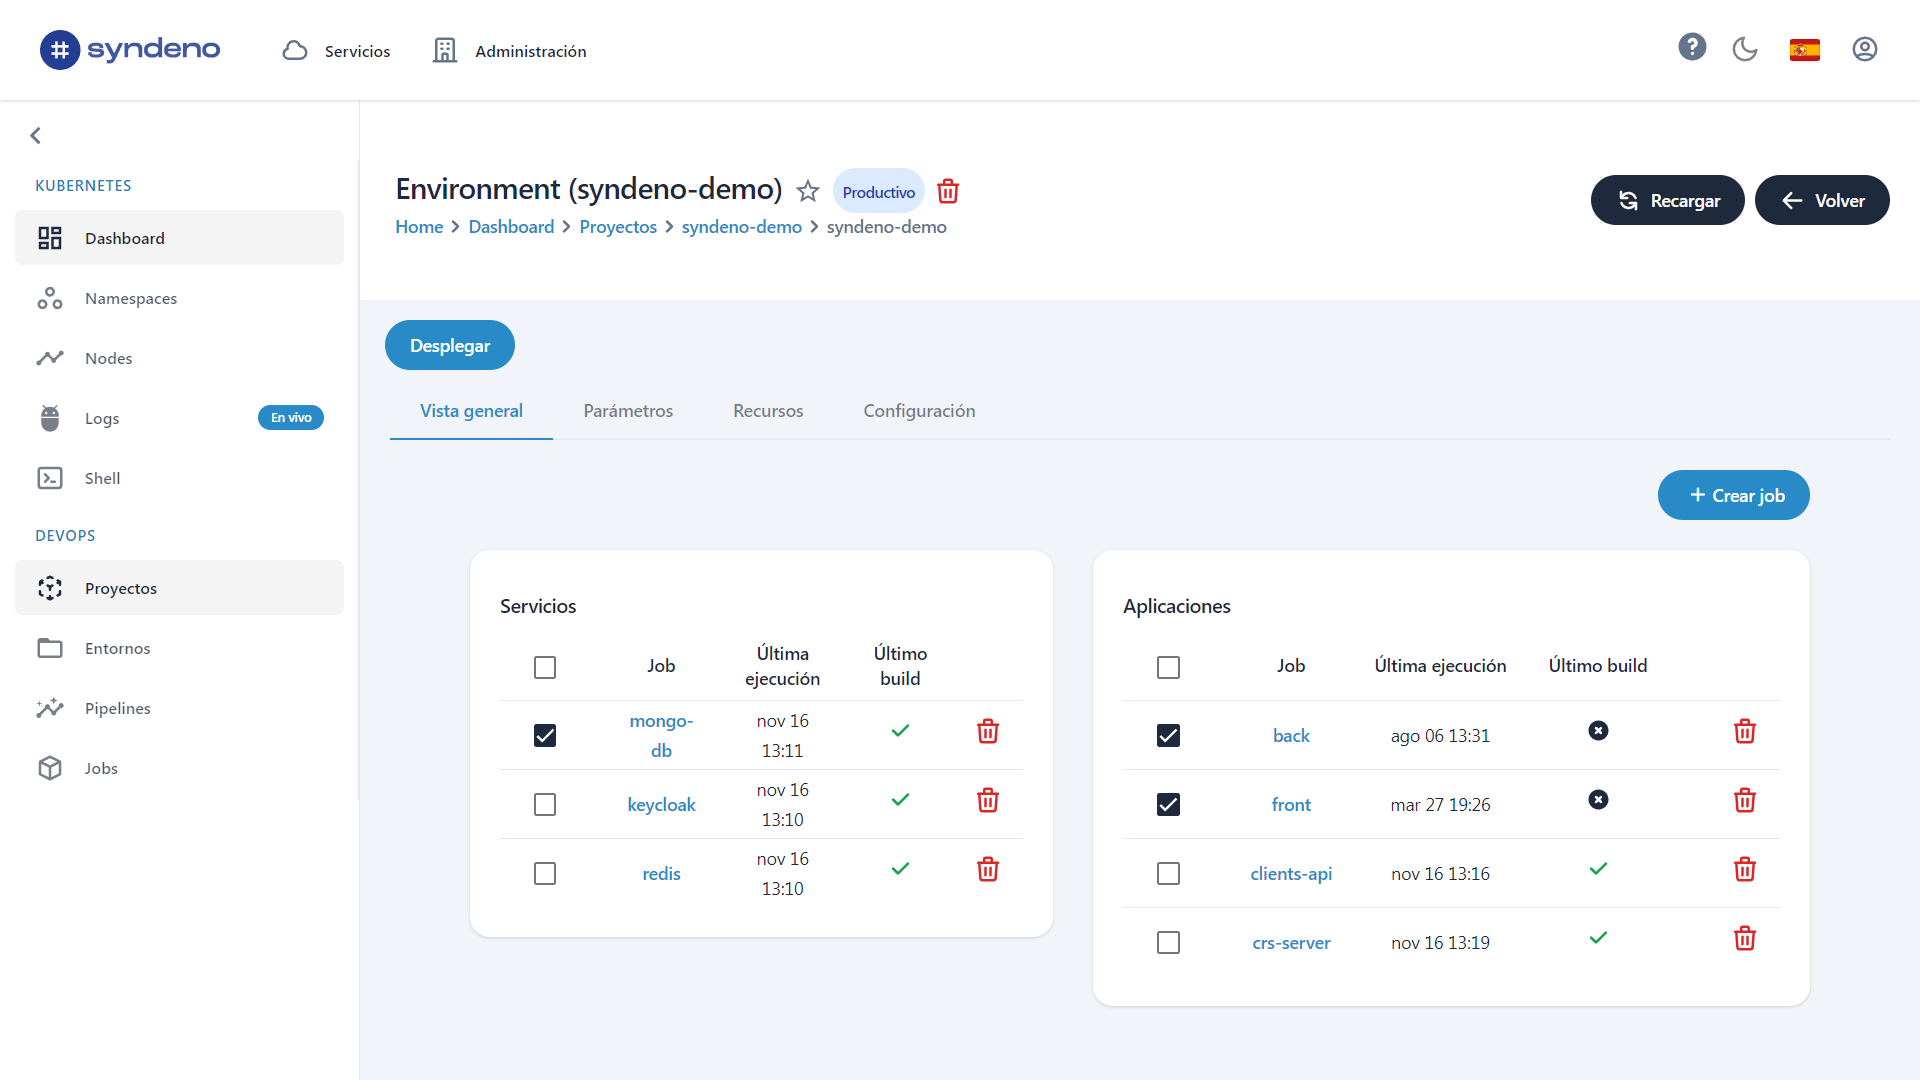 syndeno
Servicios
Administración
KUBERNETES
Dashboard
Namespaces
Nodes
Logs
En vivo
Shell
DEVOPS
Proyectos
Entornos
Pipelines
Jobs
Environment (syndeno-demo)
Productivo
Home > Dashboard > Proyectos > syndeno-demo > syndeno-demo
Recargar
Volver
Desplegar
Vista general
Parámetros
Recursos
Configuración
+ Crear job
Servicios
Job
Última
ejecución
Último
build
mongo-
db
nov 16
13:11
keycloak
nov 16
13:10
redis
nov 16
13:10
Aplicaciones
Job
Última ejecución
Último build
back
ago 06 13:31
front
mar 27 19:26
clients-api
nov 16 13:16
crs-server
nov 16 13:19